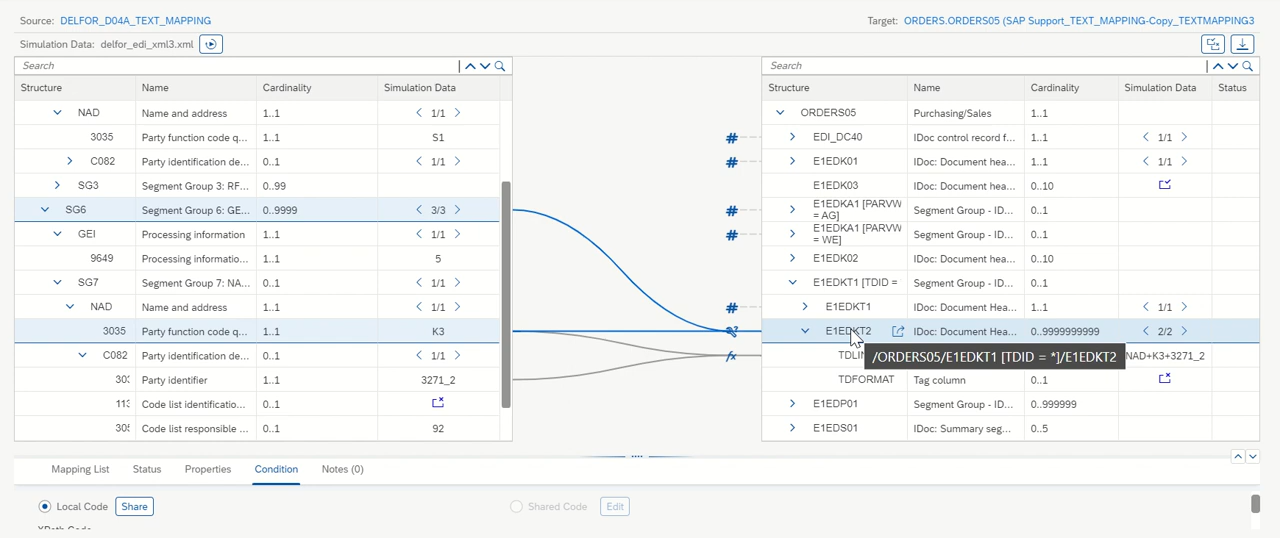 Source: DELFOR_D04A_TEXT_MAPPING
Target: ORDERS.ORDERS05 (SAP Support_TEXT_MAPPING-Copy_TEXTMAPPING3
Simulation Data: delfor_edi_xml3.xml
Search
Structure Name Cardinality Simulation Data
NAD Name and address 1..1 1/1
3035 Party function code q... 1..1 S1
C082 Party identification de... 0..1 1/1
SG3 Segment Group 3: RF... 0..99
SG6 Segment Group 6: GE... 0..9999 3/3
GEI Processing information 1..1 1/1
9649 Processing informatio... 1..1 5
SG7 Segment Group 7: NA... 0..1 1/1
NAD Name and address 1..1 1/1
3035 Party function code q... 1..1 K3
C082 Party identification de... 0..1 1/1
Party identifier 1..1 3271_2
Code list identificatio... 0..1
Code list responsible ... 0..1 92
#
#
#
#
#
fx
Search
Structure Name Cardinality Simulation Data Status
ORDERS05 Purchasing/Sales 1..1
EDI_DC40 IDoc control record f... 1..1 1/1
E1EDK01 IDoc: Document hea... 1..1 1/1
E1EDK03 IDoc: Document hea... 0..10
E1EDKA1 [PARVW
= AG] Segment Group - ID... 0..1
E1EDKA1 [PARVW
= WE] Segment Group - ID... 0..1
E1EDK02 IDoc: Document hea... 0..10
E1EDKT1 [TDID = Segment Group - ID... 0..1
E1EDKT1 IDoc: Document Hea... 1..1 1/1
E1EDKT2 IDoc: Document Hea... 0..9999999999 2/2
/ORDERS05/E1EDKT1 [TDID = *]/E1EDKT2
NAD+K3+3271_2
TDFORMAT Tag column 0..1
E1EDP01 Segment Group - ID... 0..999999
E1EDS01 IDoc: Summary seg... 0..5
Mapping List Status Properties Condition Notes (0)
Local Code Share Shared Code Edit